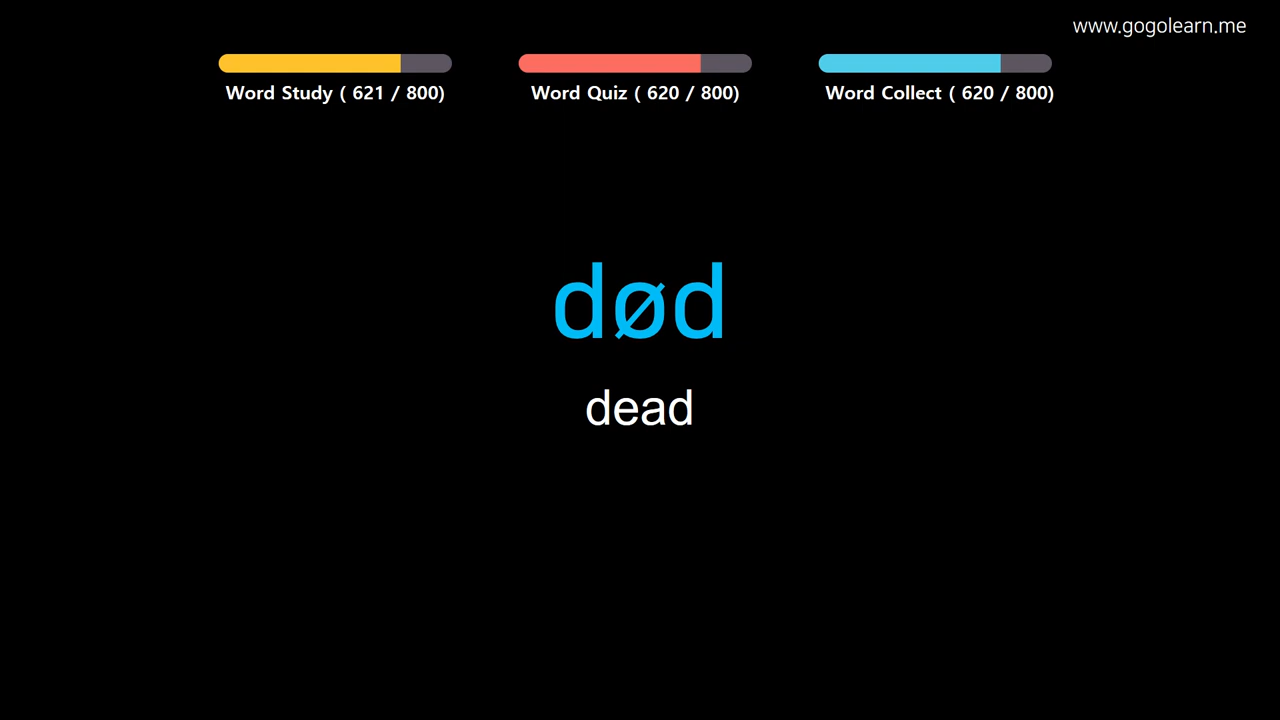 www.gogolearn.me
Word Study ( 621 / 800)
Word Quiz ( 620 / 800)
Word Collect ( 620 / 800)
død
dead